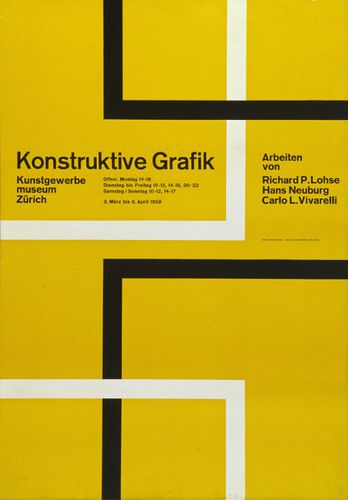 Konstruktive Grafik
Kunstgewerbe
museum
Zürich
Offen: Montag 14-18
Dienstag bis Freitag 10-12, 14-18, 20-22
Samstag/Sonntag 10-12, 14-17
9. März bis 6. April 1958
Arbeiten
von
Richard P. Lohse
Hans Neuburg
Carlo L. Vivarelli